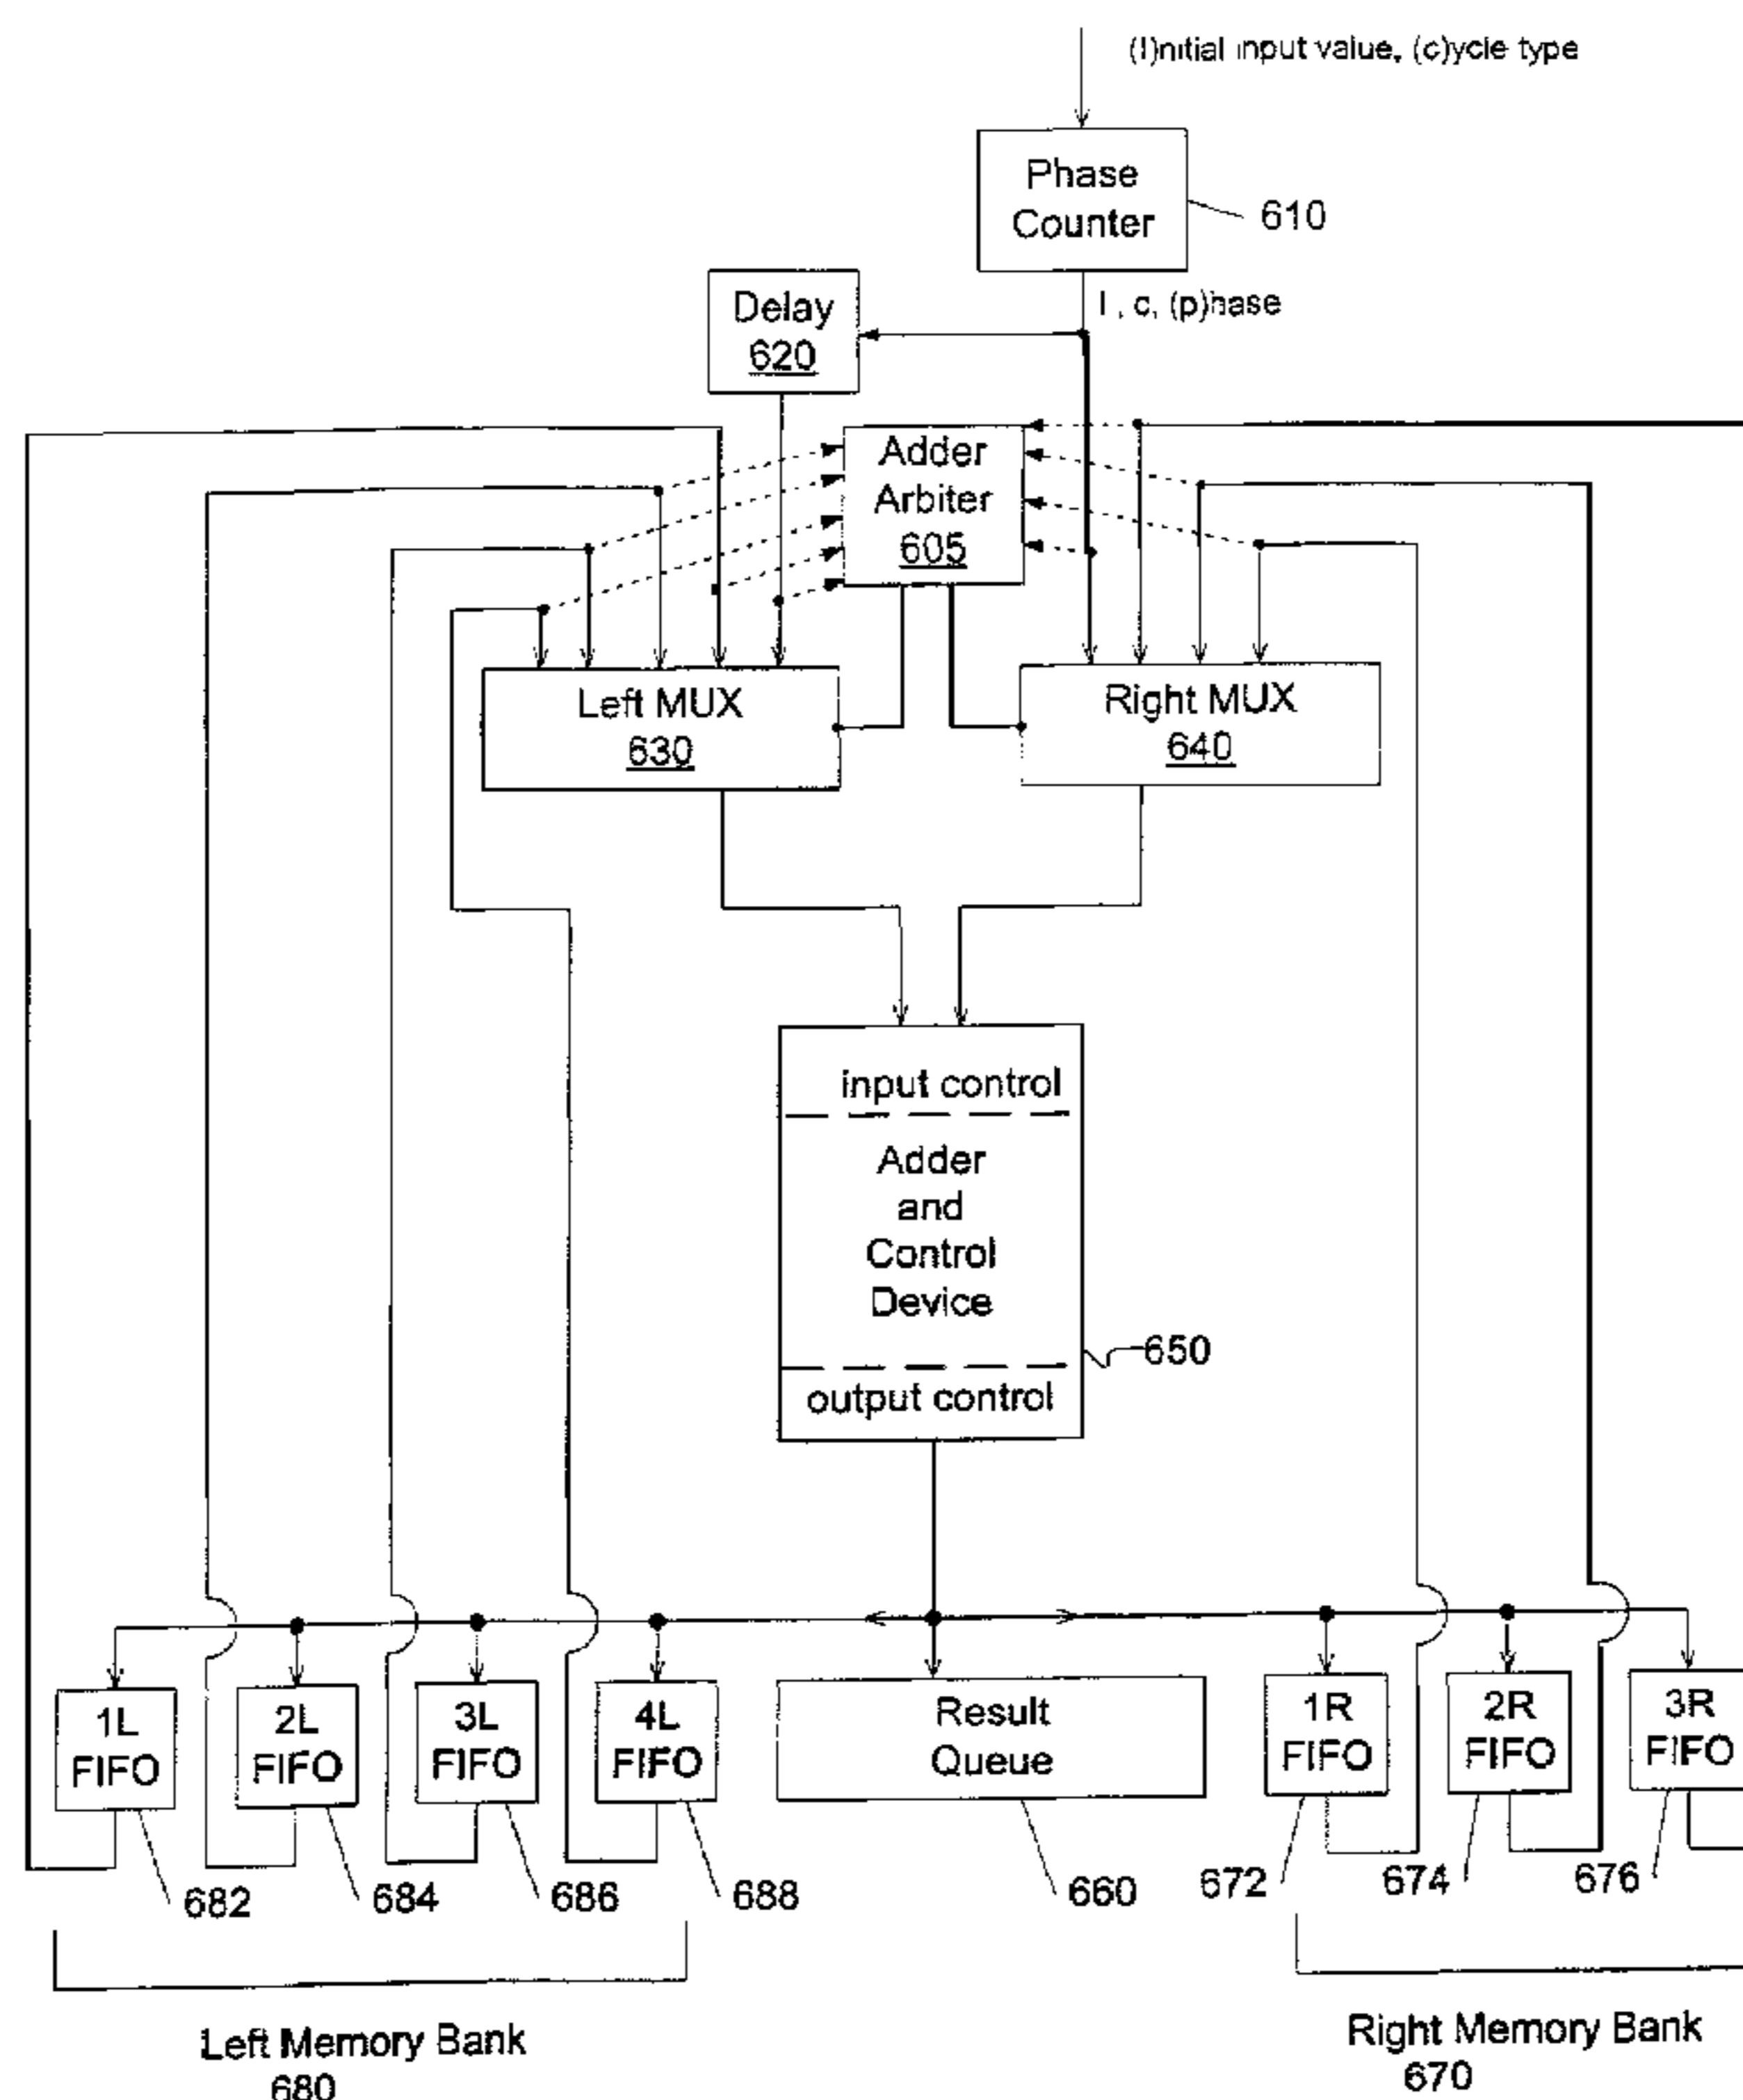 (I)nitial input value, (c)ycle type
Phase
Counter
610
I, c, (p)hase
Delay
620
Adder
Arbiter
605
Left MUX
630
Right MUX
640
input control
Adder
and
Control
Device
650
output control
1L
FIFO
2L
FIFO
3L
FIFO
4L
FIFO
Result
Queue
1R
FIFO
2R
FIFO
3R
FIFO
682
684
686
688
660
672
674
676
Left Memory Bank
680
Right Memory Bank
670